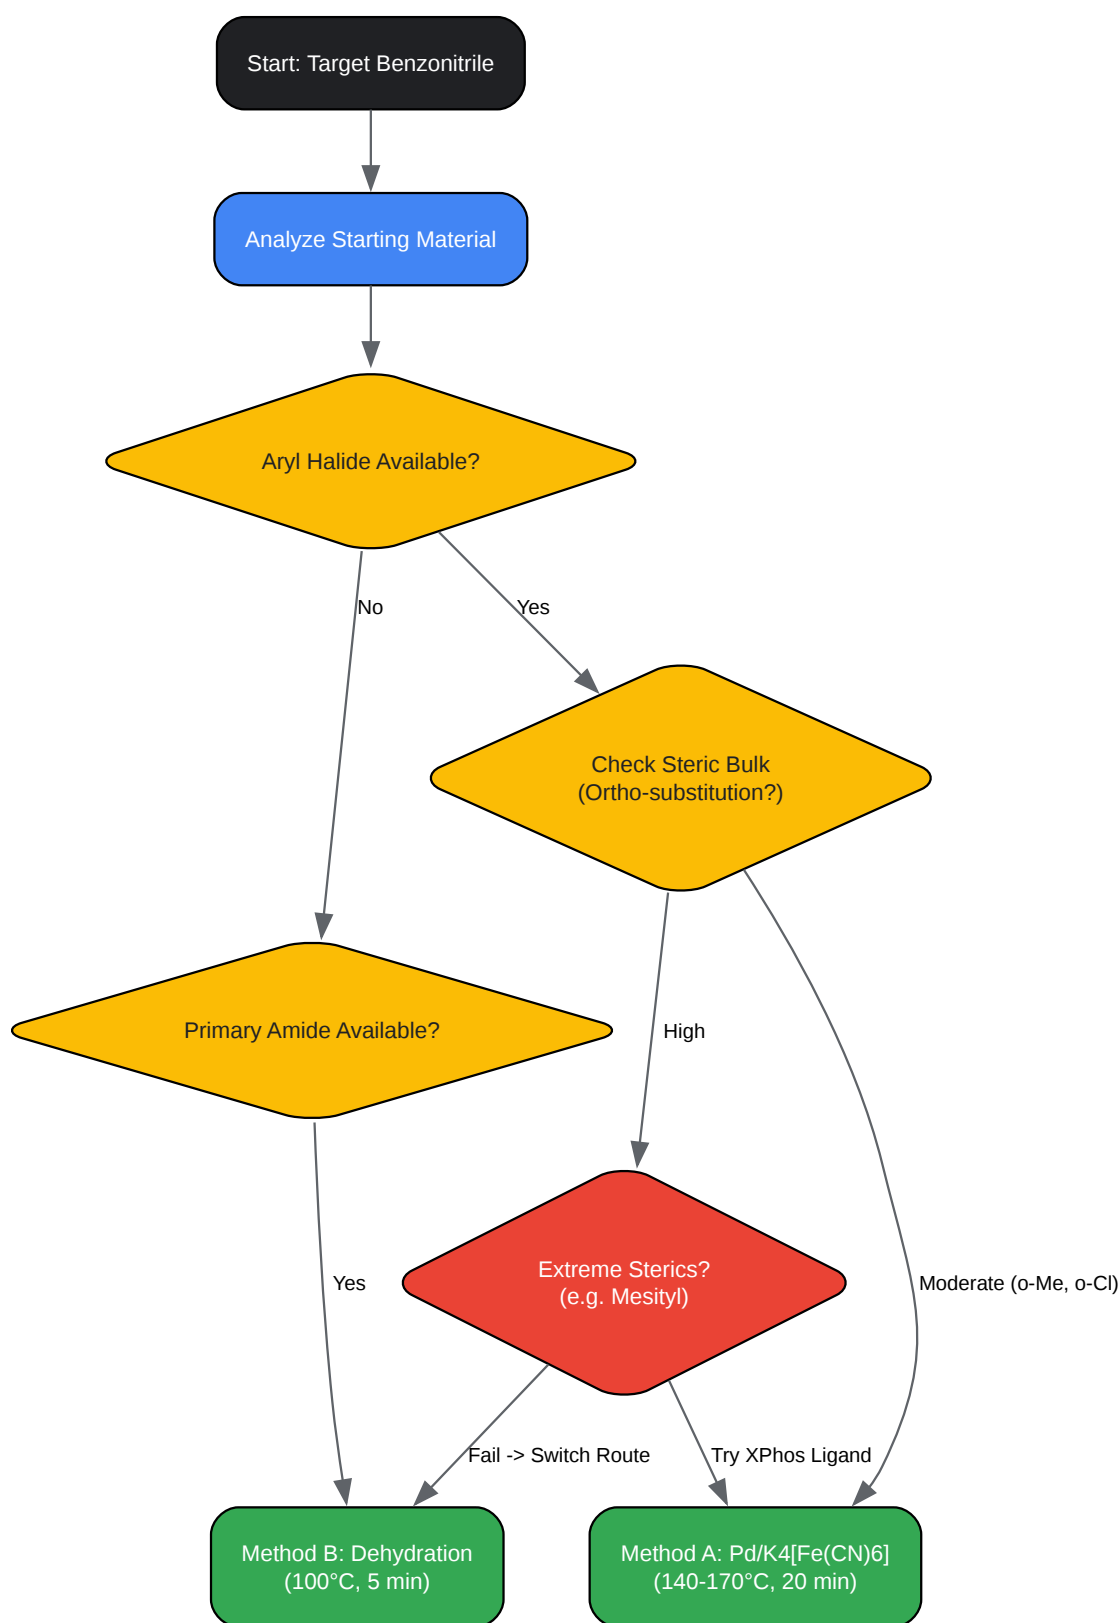 Start: Target Benzonitrile
Analyze Starting Material
Aryl Halide Available?
No
Yes
Check Steric Bulk
(Ortho-substitution?)
Primary Amide Available?
High
Extreme Sterics?
(e.g. Mesityl)
Yes
Moderate (o-Me, o-Cl)
Fail -> Switch Route
Try XPhos Ligand
Method B: Dehydration
(100°C, 5 min)
Method A: Pd/K4[Fe(CN)6]
(140-170°C, 20 min)